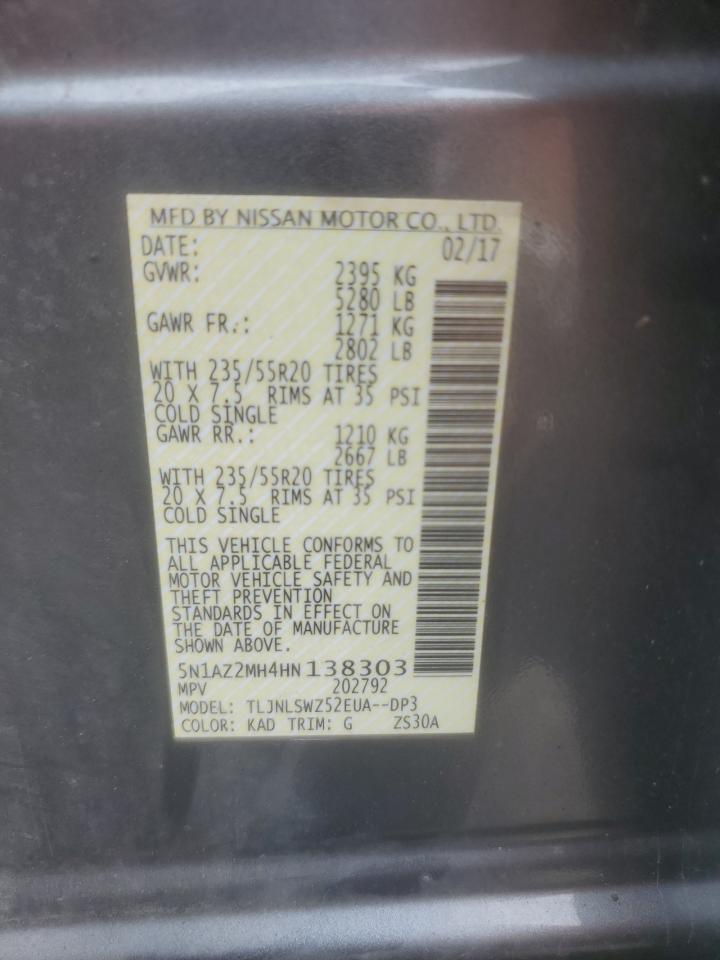 MFD BY NISSAN MOTOR CO., LTD.
DATE: 02/17
GVWR: 2395 KG
5280 LB
GAWR FR.: 1271 KG
2802 LB
WITH 235/55R20 TIRES
20 X 7.5 RIMS AT 35 PSI
COLD SINGLE
GAWR RR.: 1210 KG
2667 LB
WITH 235/55R20 TIRES
20 X 7.5 RIMS AT 35 PSI
COLD SINGLE
THIS VEHICLE CONFORMS TO
ALL APPLICABLE FEDERAL
MOTOR VEHICLE SAFETY AND
THEFT PREVENTION
STANDARDS IN EFFECT ON
THE DATE OF MANUFACTURE
SHOWN ABOVE.
5N1AZ2MH4HN138303
MPV 202792
MODEL: TLJNLSWZ52EUA--DP3
COLOR: KAD TRIM: G ZS30A